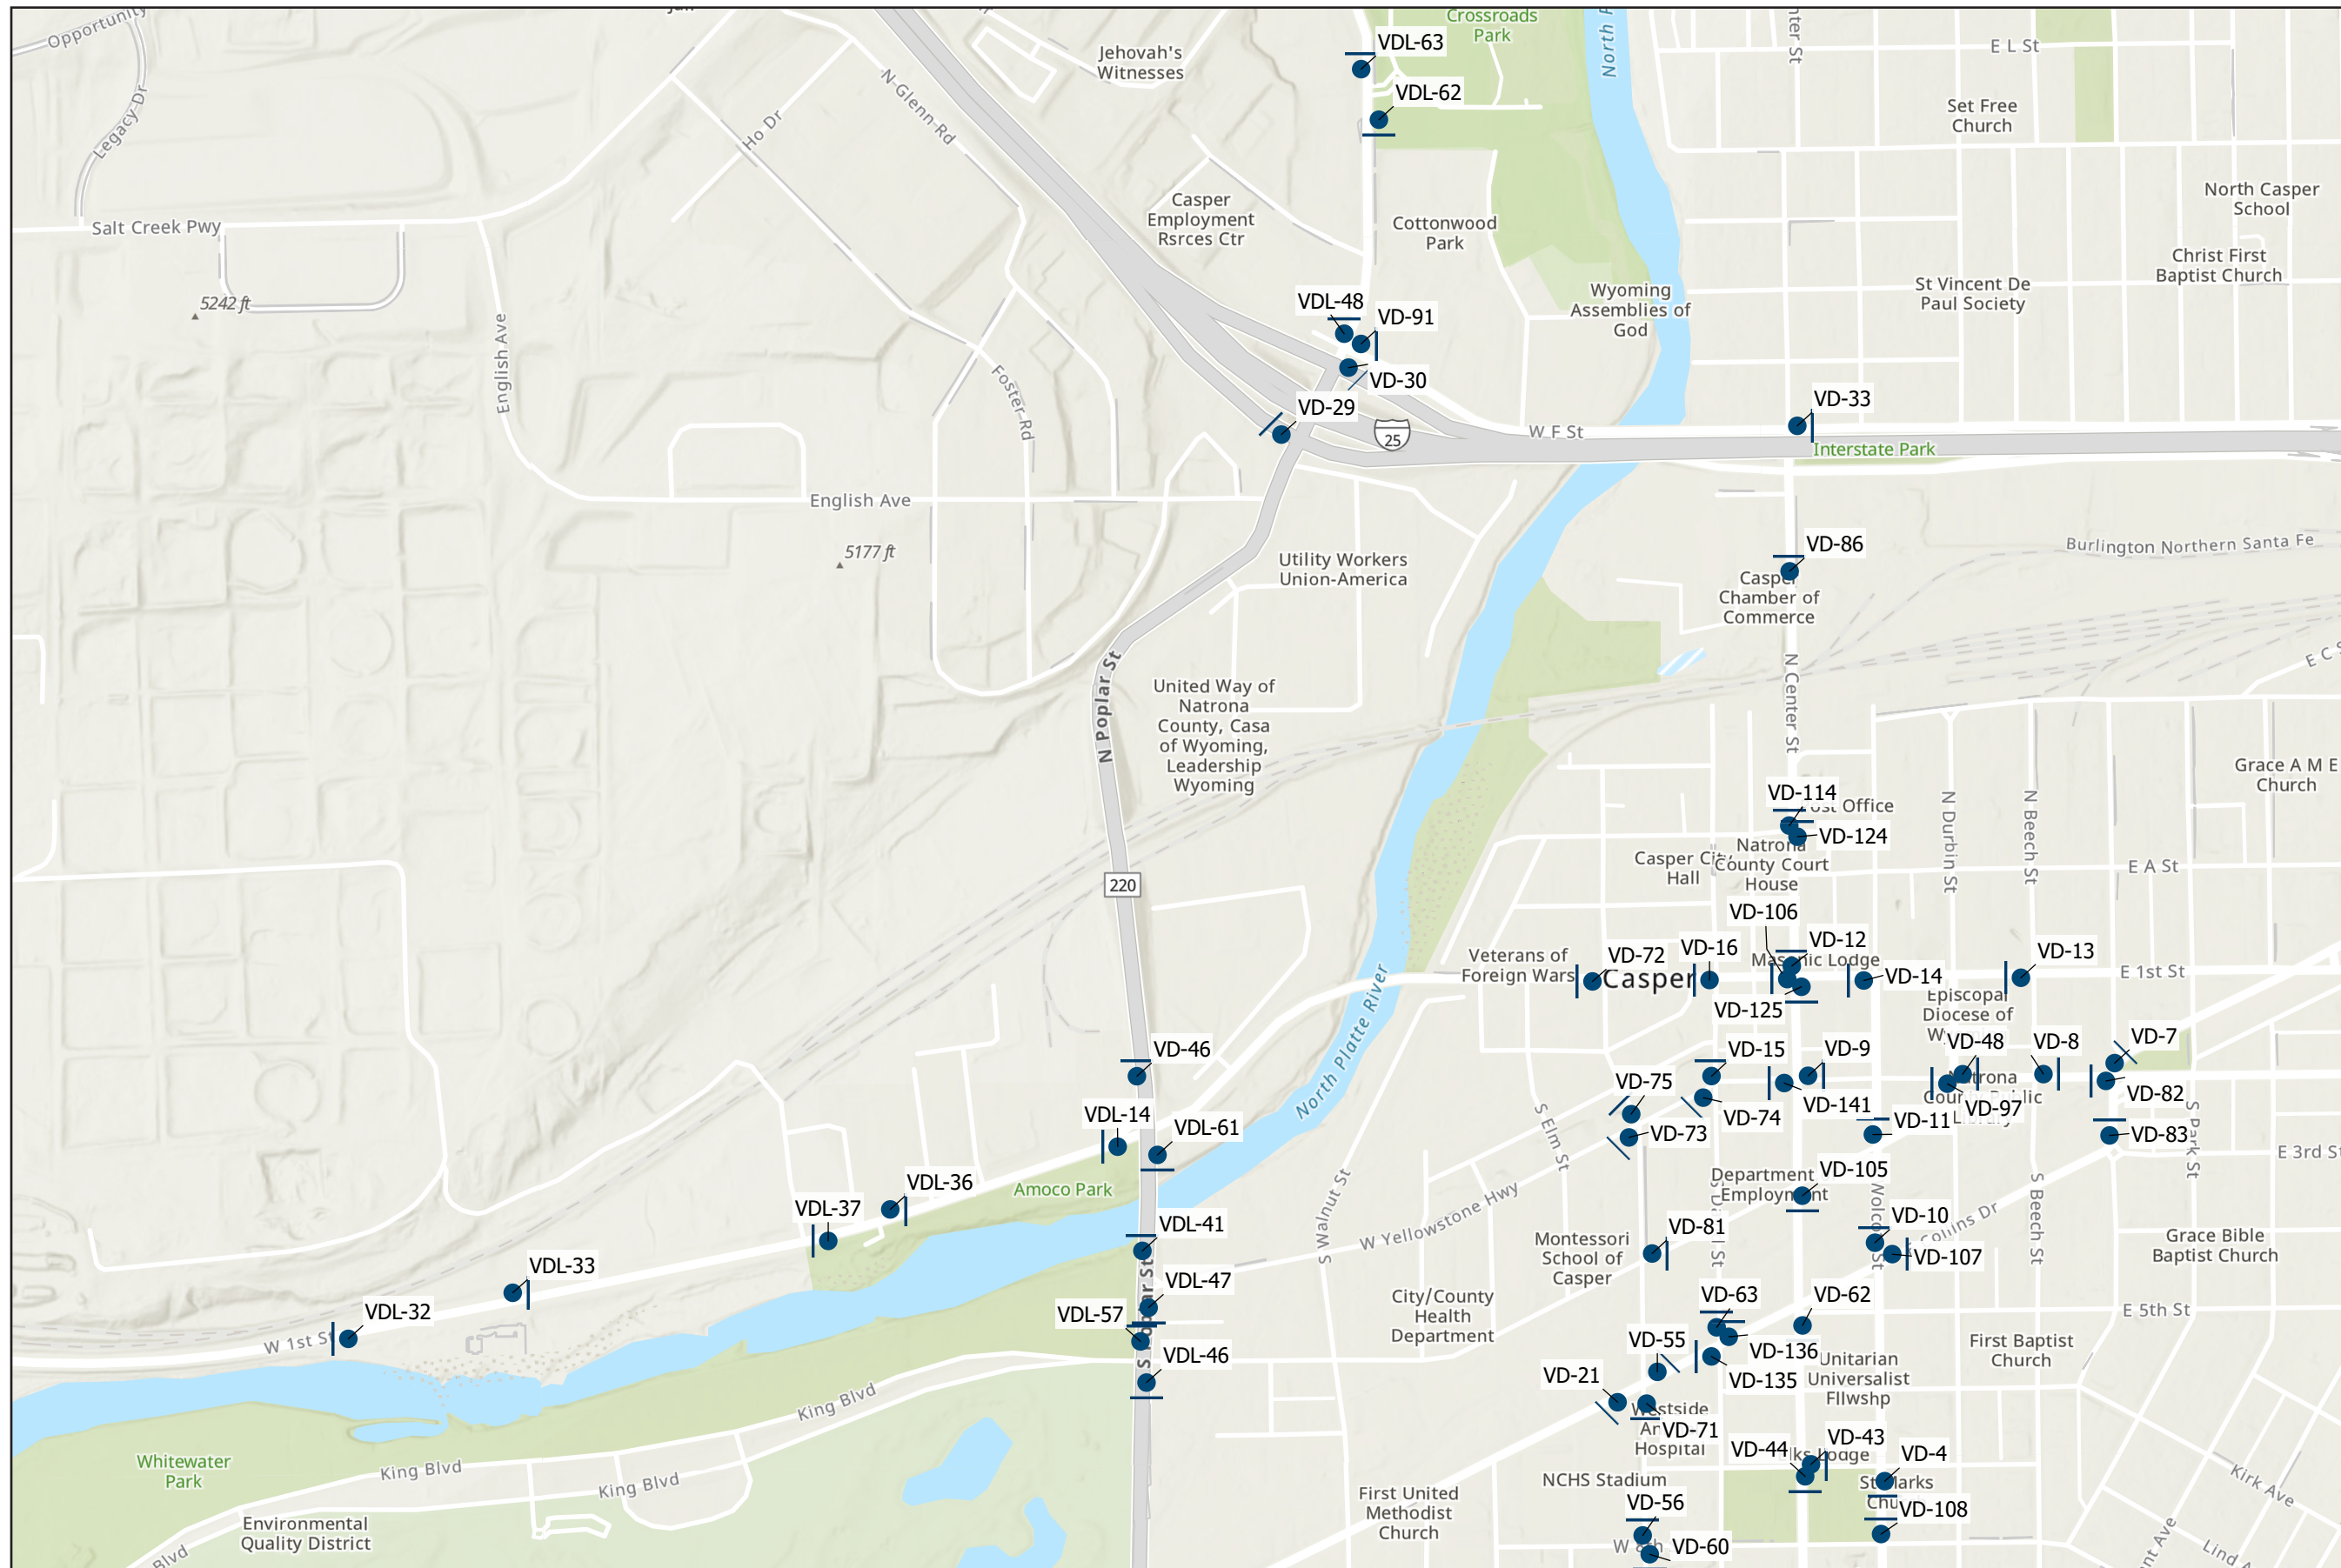 Opportunity
Crossroads
Park
VDL-63
Jehovah's
Witnesses
E L St
Legacy Dr
Ho Dr
N Glenn Rd
VDL-62
Set Free
Church
Salt Creek Pwy
Casper
Employment
Rsrces Ctr
Cottonwood
Park
North Casper
School
Christ First
Baptist Church
5242 ft
English Ave
VDL-48
VD-91
Wyoming
Assemblies of
God
St Vincent De
Paul Society
VD-30
Foster Rd
VD-29
25
W F St
VD-33
Interstate Park
English Ave
5177 ft
Utility Workers
Union-America
VD-86
Casper
Chamber of
Commerce
Burlington Northern Santa Fe
N Poplar St
N Center St
United Way of
Natrona
County, Casa
of Wyoming,
Leadership
Wyoming
Grace A M E
Church
VD-114
VD-124
N Durbin St
N Beech St
Casper City
Hall
Natrona
County Court
House
E A St
220
VD-106
VD-12
Veterans of
Foreign Wars
VD-72
VD-16
VD-13
Casper
VD-14
E 1st St
Episcopal
Diocese of
VD-125
North Platte River
VD-46
VD-15
VD-9
VD-48
VD-8
VD-7
VD-75
VD-82
VD-141
VD-97
VDL-14
VDL-61
VD-74
VD-11
VD-73
VD-83
S Elm St
S Park St
E 3rd St
VDL-36
Amoco Park
VD-105
S Walnut St
W Yellowstone Hwy
S Beech St
VDL-37
VDL-41
VD-81
VD-10
Collins Dr
VD-107
Montessori
School of
Casper
Grace Bible
Baptist Church
VDL-33
VDL-47
VD-63
VD-62
City/County
Health
Department
E 5th St
VDL-32
W 1st St
VDL-57
VD-55
VD-136
First Baptist
Church
VDL-46
VD-135
Unitarian
Universalist
Fllwshp
VD-21
King Blvd
VD-71
Hospital
VD-44
VD-43
VD-4
Whitewater
Park
King Blvd
King Blvd
NCHS Stadium
Kirk Ave
First United
Methodist
Church
VD-56
VD-108
Environmental
Quality District
VD-60
Blvd